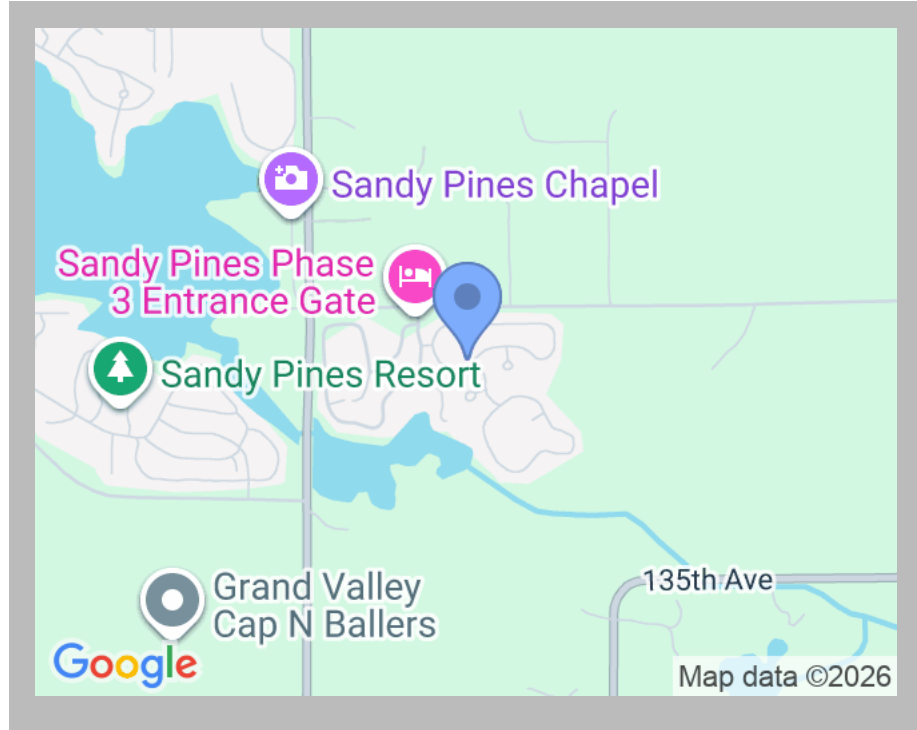 Sandy Pines Chapel
Sandy Pines Phase
3 Entrance Gate
Sandy Pines Resort
135th Ave
Grand Valley
Cap N Ballers
Google
Map data ©2026